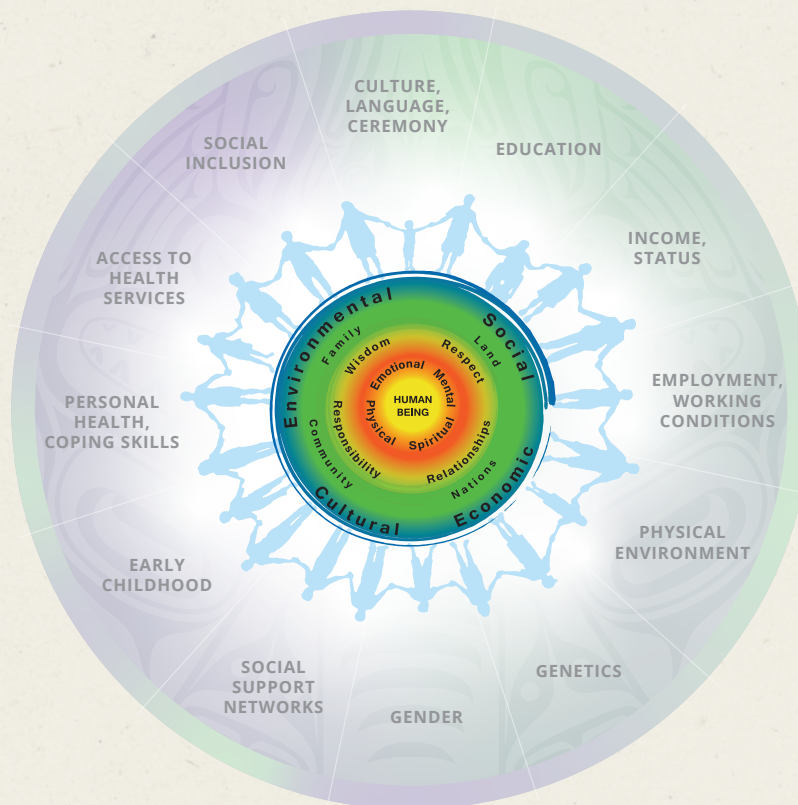 CULTURE,
LANGUAGE,
CEREMONY
EDUCATION
INCOME,
STATUS
EMPLOYMENT,
WORKING
CONDITIONS
PHYSICAL
ENVIRONMENT
GENETICS
GENDER
SOCIAL
SUPPORT
NETWORKS
EARLY
CHILDHOOD
PERSONAL
HEALTH,
COPING SKILLS
ACCESS TO
HEALTH
SERVICES
SOCIAL
INCLUSION
Environmental
Social
Economic
Cultural
Family
Land
Nations
Community
Wisdom
Respect
Relationships
Responsibility
Emotional
Mental
Spiritual
Physical
HUMAN
BEING